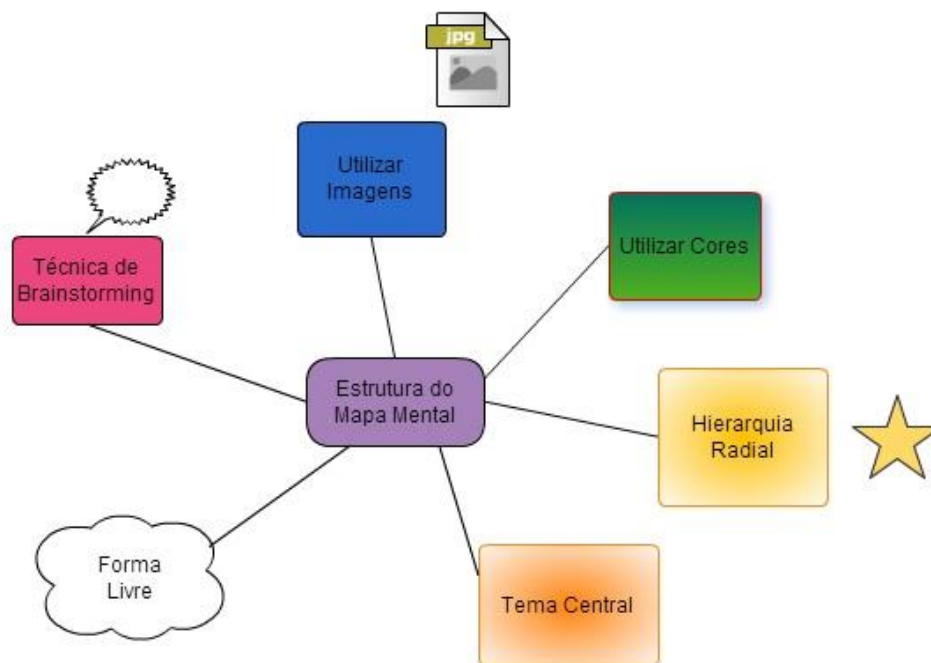 jpg
Utilizar
Imagens
Utilizar Cores
Técnica de
Brainstorming
Estrutura do
Mapa Mental
Hierarquia
Radial
Forma
Livre
Tema Central